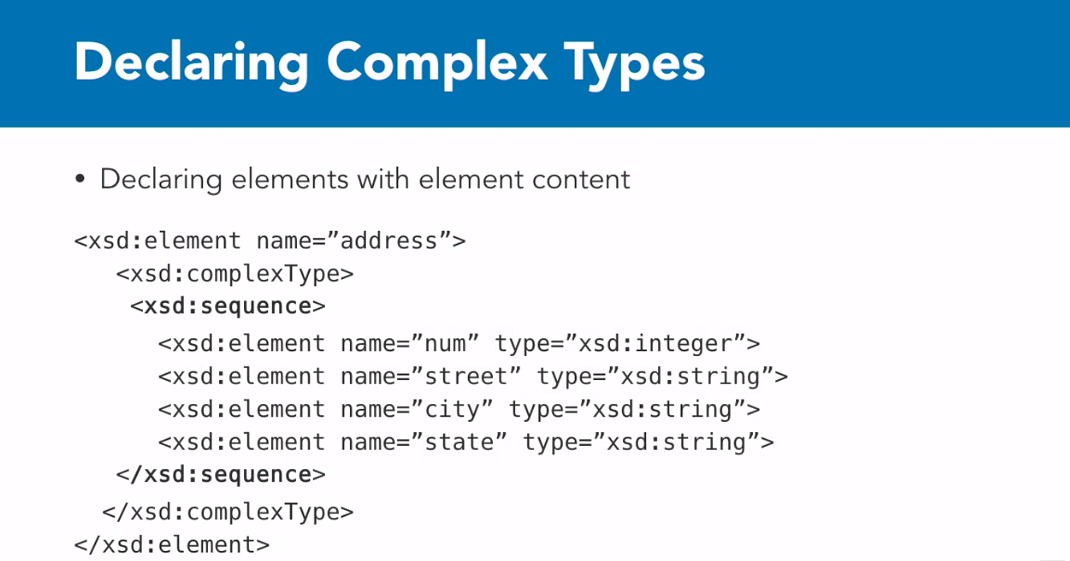 Declaring Complex Types
• Declaring elements with element content
<xsd:element name=”address”>
<xsd:complexType>
<xsd:sequence>
<xsd:element name=”num” type=”xsd:integer”>
<xsd:element name=”street” type=”xsd:string”>
<xsd:element name=”city” type=”xsd:string”>
<xsd:element name=”state” type=”xsd:string”>
</xsd:sequence>
</xsd:complexType>
</xsd:element>